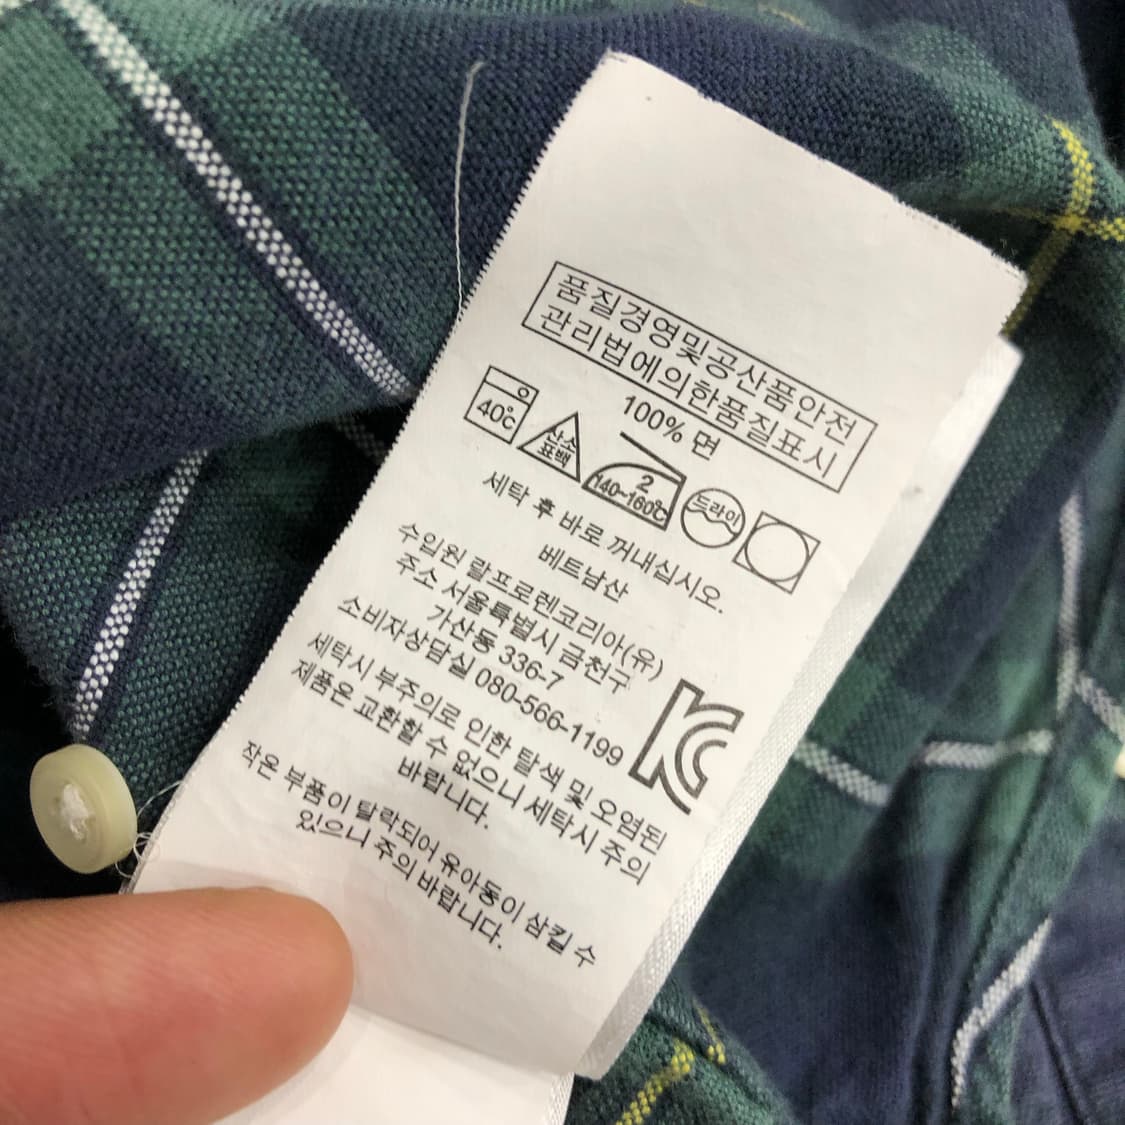 품질경영및공산품안전
관리법에의한품질표시
100% 면
40℃
산소
표백
2
140~160℃
드라이
세탁 후 바로 꺼내십시오.
베트남산
수입원 랄프로렌코리아(유)
주소 서울특별시 금천구
가산동 336-7
소비자상담실 080-566-1199
세탁시 부주의로 인한 탈색 및 오염된
제품은 교환할 수 없으니 세탁시 주의
바랍니다.
작은 부품이 탈락되어 유아동이 삼킬 수
있으니 주의 바랍니다.